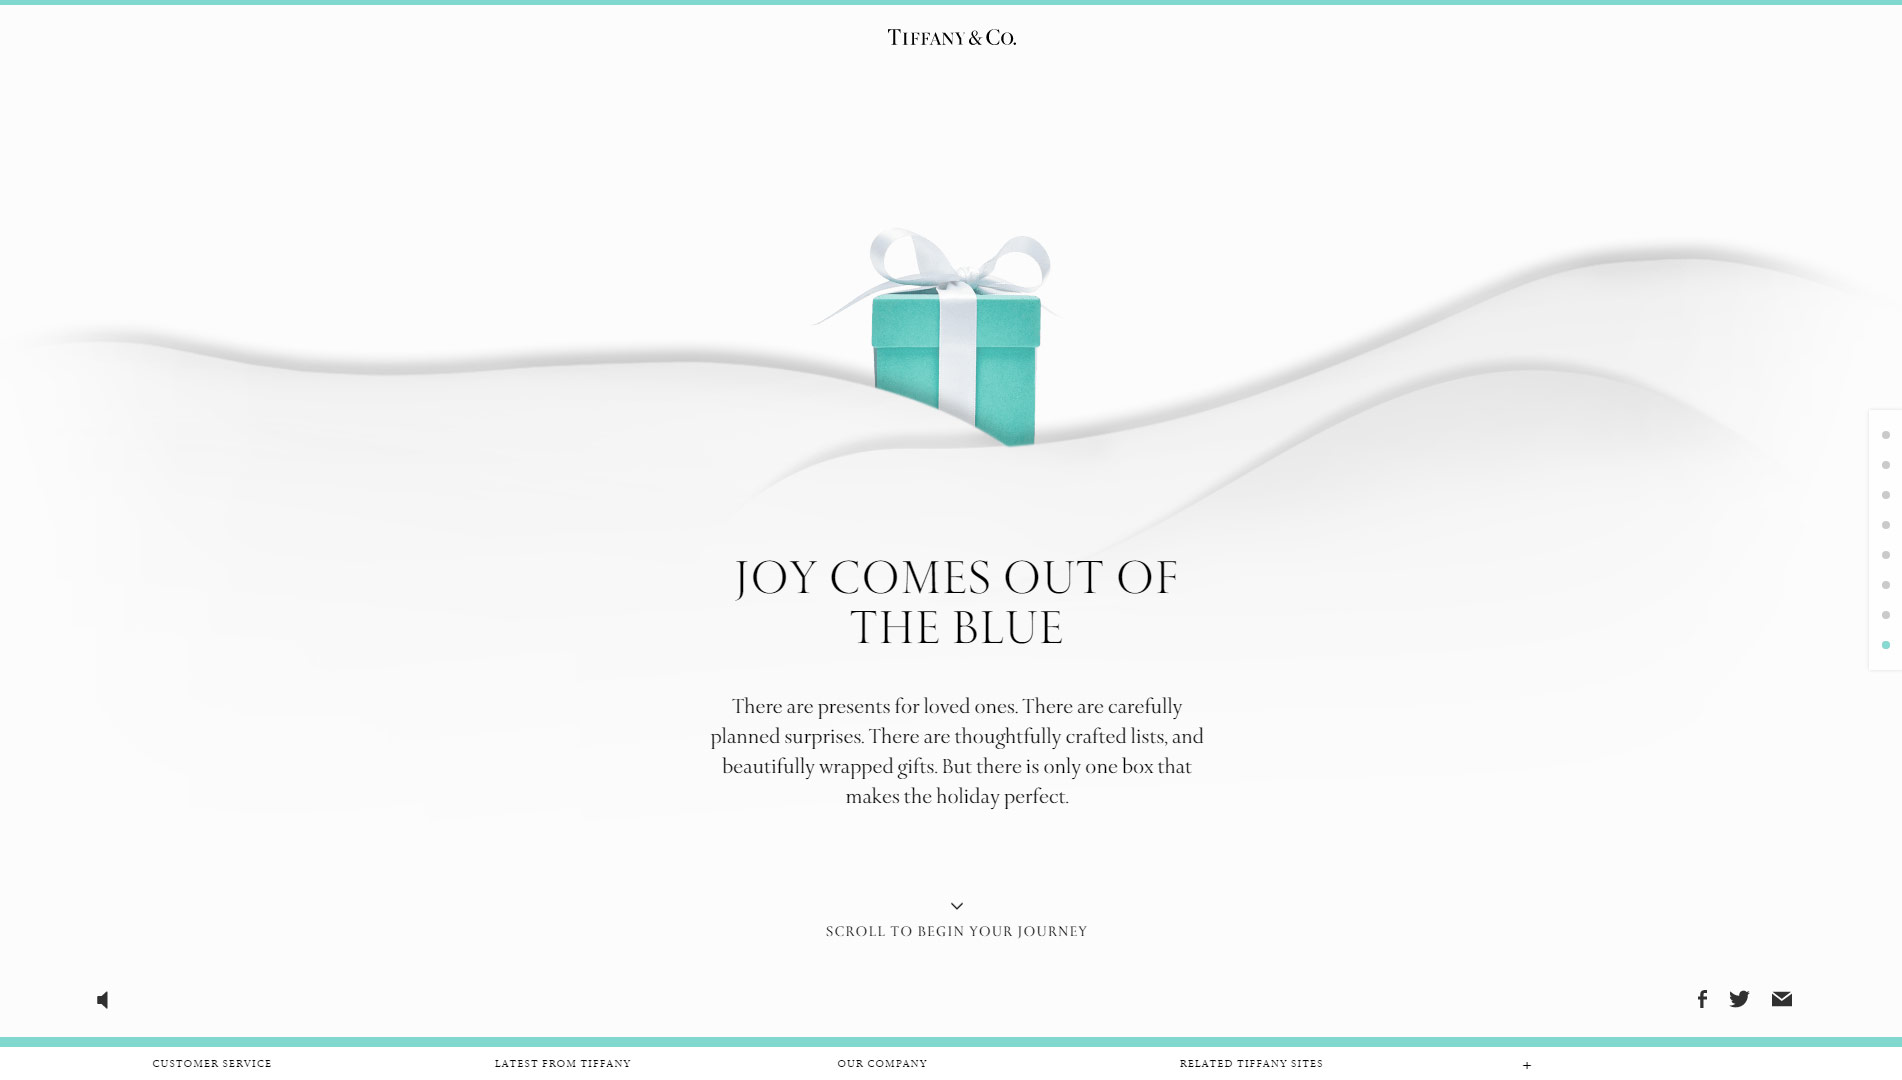 TIFFANY & CO.
JOY COMES OUT OF
THE BLUE
There are presents for loved ones. There are carefully
planned surprises. There are thoughtfully crafted lists, and
beautifully wrapped gifts. But there is only one box that
makes the holiday perfect.
SCROLL TO BEGIN YOUR JOURNEY
CUSTOMER SERVICE
LATEST FROM TIFFANY
OUR COMPANY
RELATED TIFFANY SITES
+